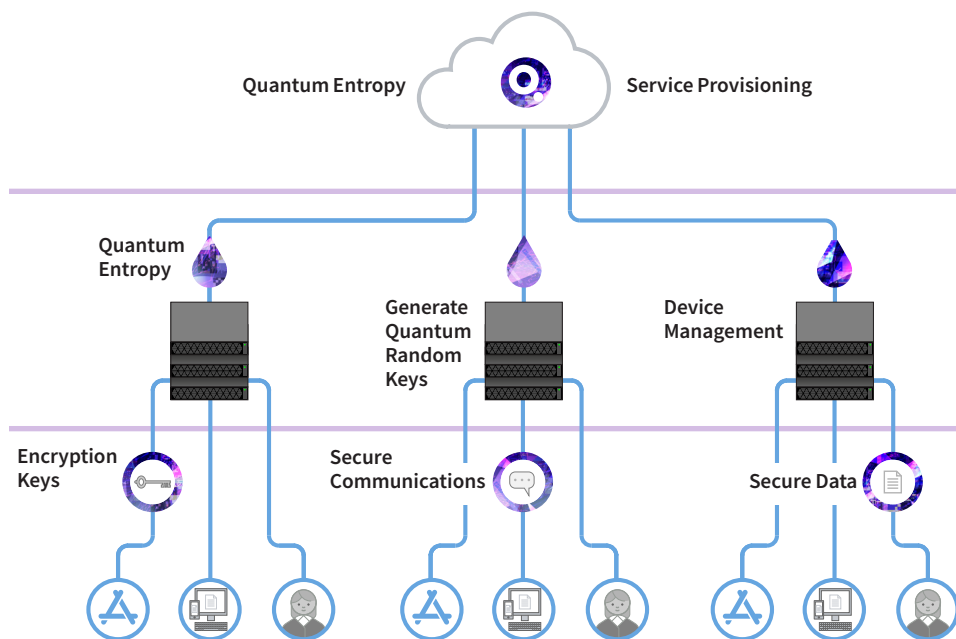 Quantum Entropy
Service Provisioning
Quantum
Entropy
Generate
Quantum
Random
Keys
Device
Management
Encryption
Keys
Secure
Communications
Secure Data